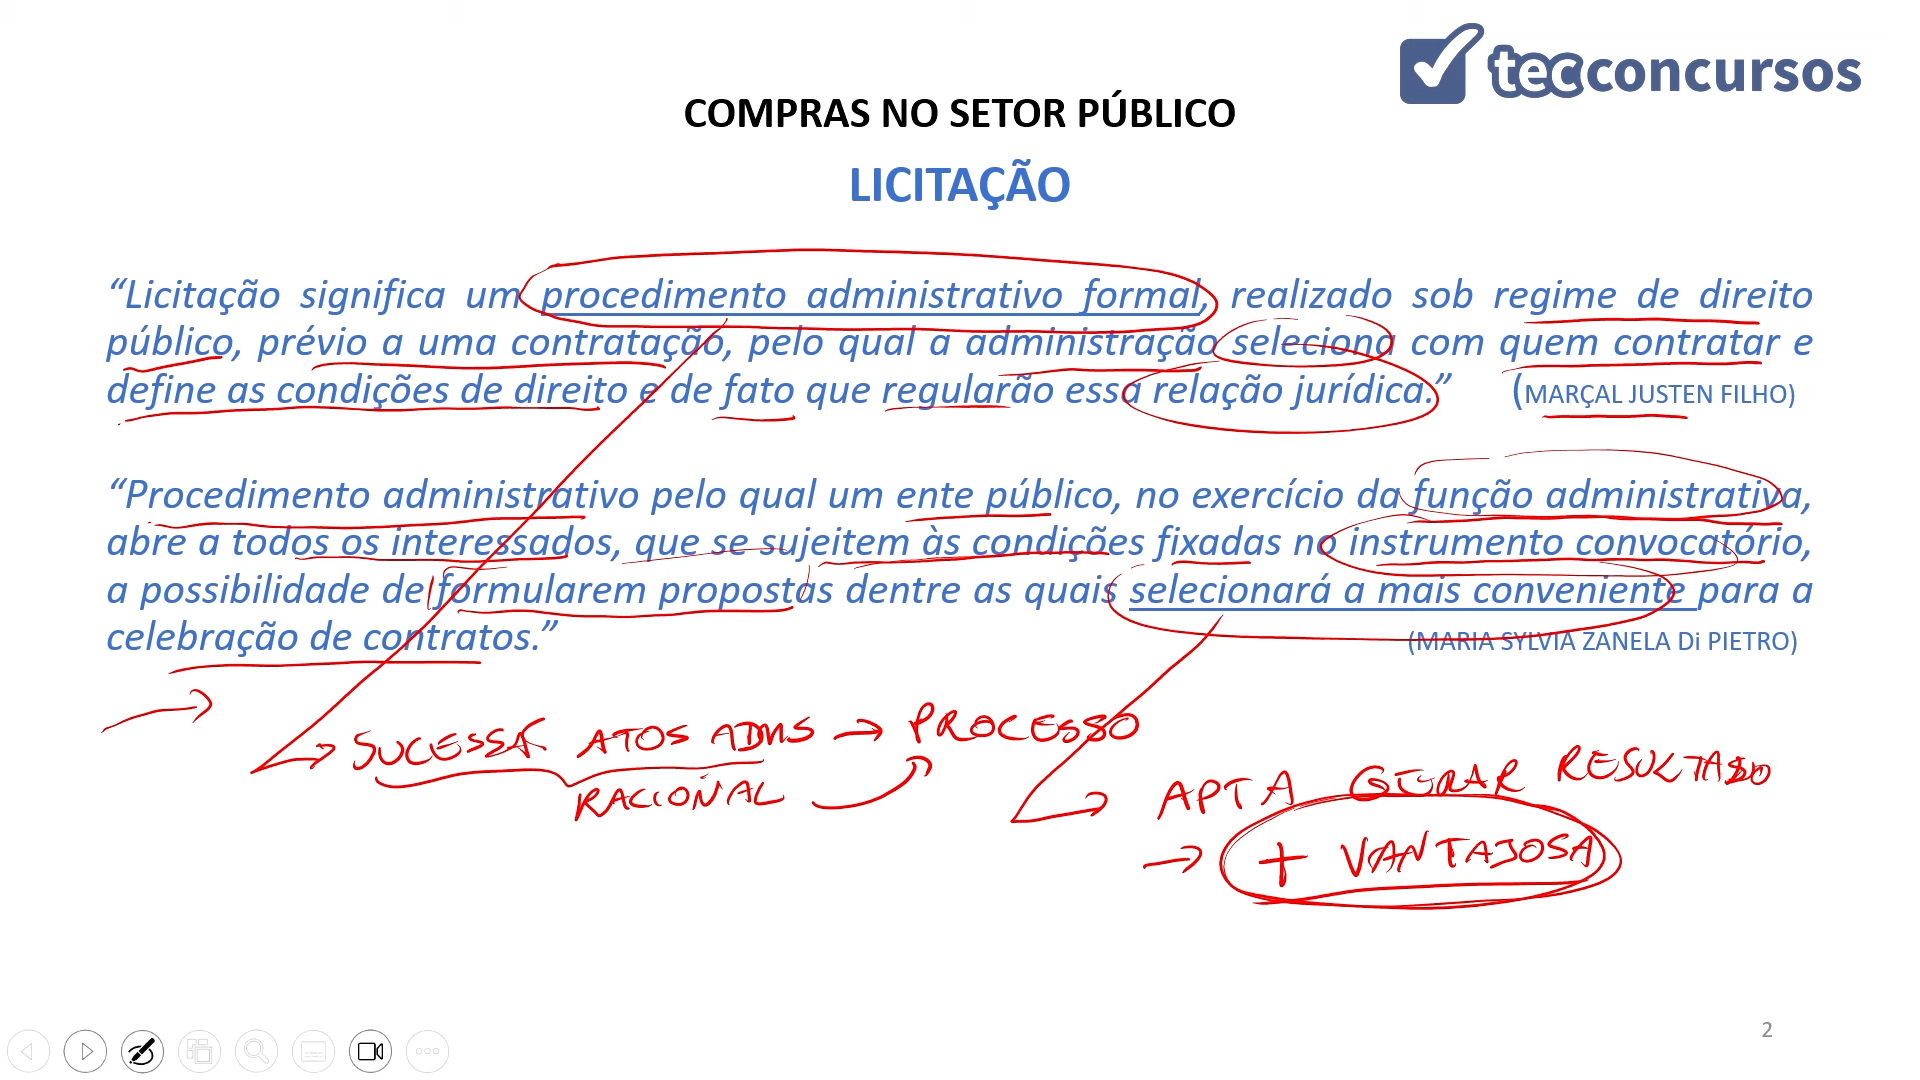 tecconcursos
COMPRAS NO SETOR PÚBLICO
LICITAÇÃO
“Licitação significa um procedimento administrativo formal, realizado sob regime de direito
público, prévio a uma contratação, pelo qual a administração seleciona com quem contratar e
define as condições de direito e de fato que regularão essa relação jurídica.” (MARÇAL JUSTEN FILHO)
“Procedimento administrativo pelo qual um ente público, no exercício da função administrativa,
abre a todos os interessados, que se sujeitem às condições fixadas no instrumento convocatório,
a possibilidade de formularem propostas dentre as quais selecionará a mais conveniente para a
celebração de contratos.” (MARIA SYLVIA ZANELA Di PIETRO)
→ ATOS ADMS → PROCESSO
RACIONAL
→ APTA GERAR RESULTADO
→ + VANTAJOSA
2